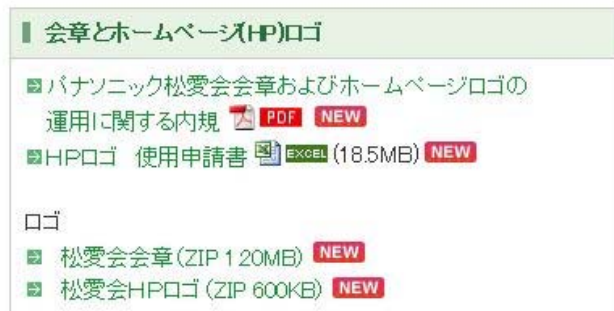 会章とホームページ(HP)ロゴ
パナソニック松愛会会章およびホームページロゴの
運用に関する内規 PDF NEW
HPロゴ 使用申請書 EXCEL (18.5MB) NEW
ロゴ
松愛会会章(ZIP 1 20MB) NEW
松愛会HPロゴ(ZIP 600KB) NEW